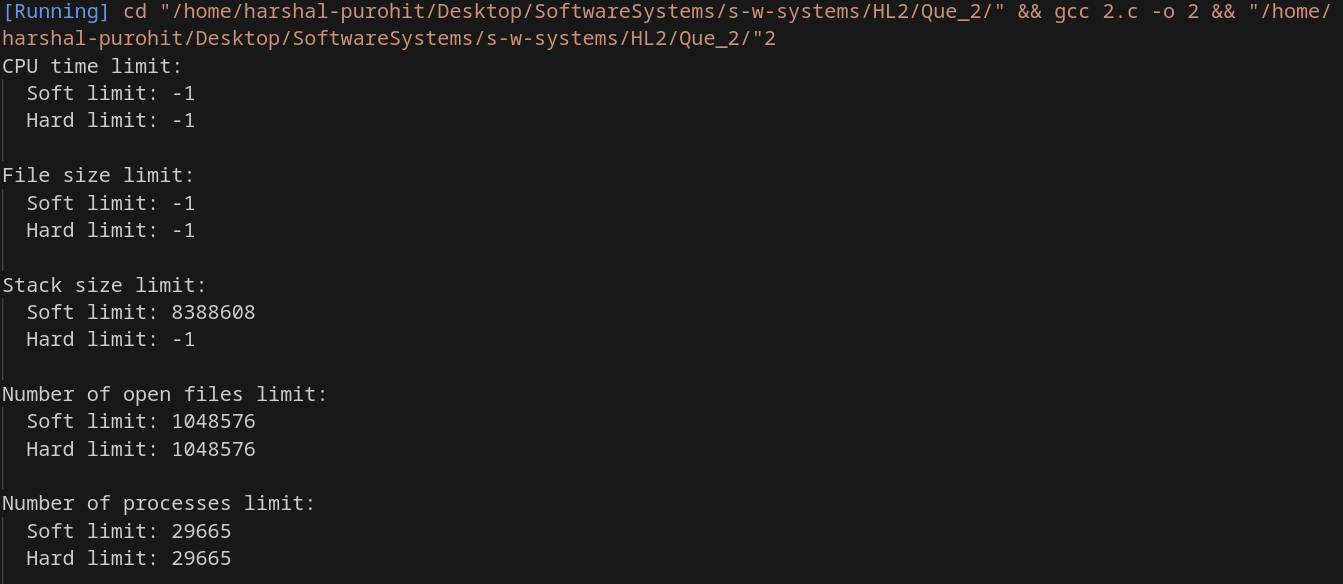 [Running] cd "/home/harshal-purohit/Desktop/SoftwareSystems/s-w-systems/HL2/Que_2/" && gcc 2.c -o 2 && "/home/
harshal-purohit/Desktop/SoftwareSystems/s-w-systems/HL2/Que_2/"2
CPU time limit:
  Soft limit: -1
  Hard limit: -1

File size limit:
  Soft limit: -1
  Hard limit: -1

Stack size limit:
  Soft limit: 8388608
  Hard limit: -1

Number of open files limit:
  Soft limit: 1048576
  Hard limit: 1048576

Number of processes limit:
  Soft limit: 29665
  Hard limit: 29665